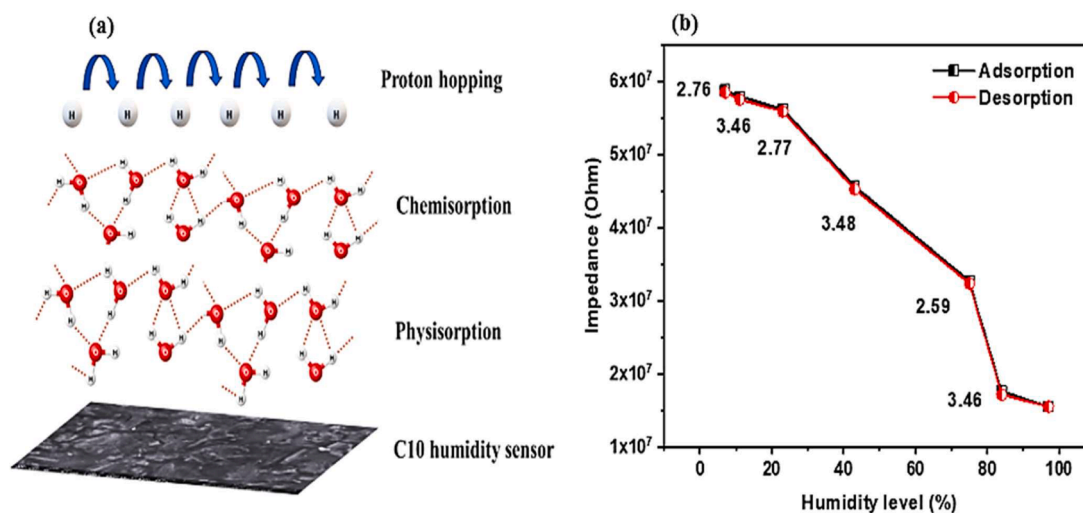 (a)
Proton hopping
H H H H H H
Chemisorption
Physisorption
C10 humidity sensor
(b)
Adsorption
Desorption
Impedance (Ohm)
6x10⁷
5x10⁷
4x10⁷
3x10⁷
2x10⁷
1x10⁷
2.76
3.46
2.77
3.48
2.59
3.46
0 20 40 60 80 100
Humidity level (%)